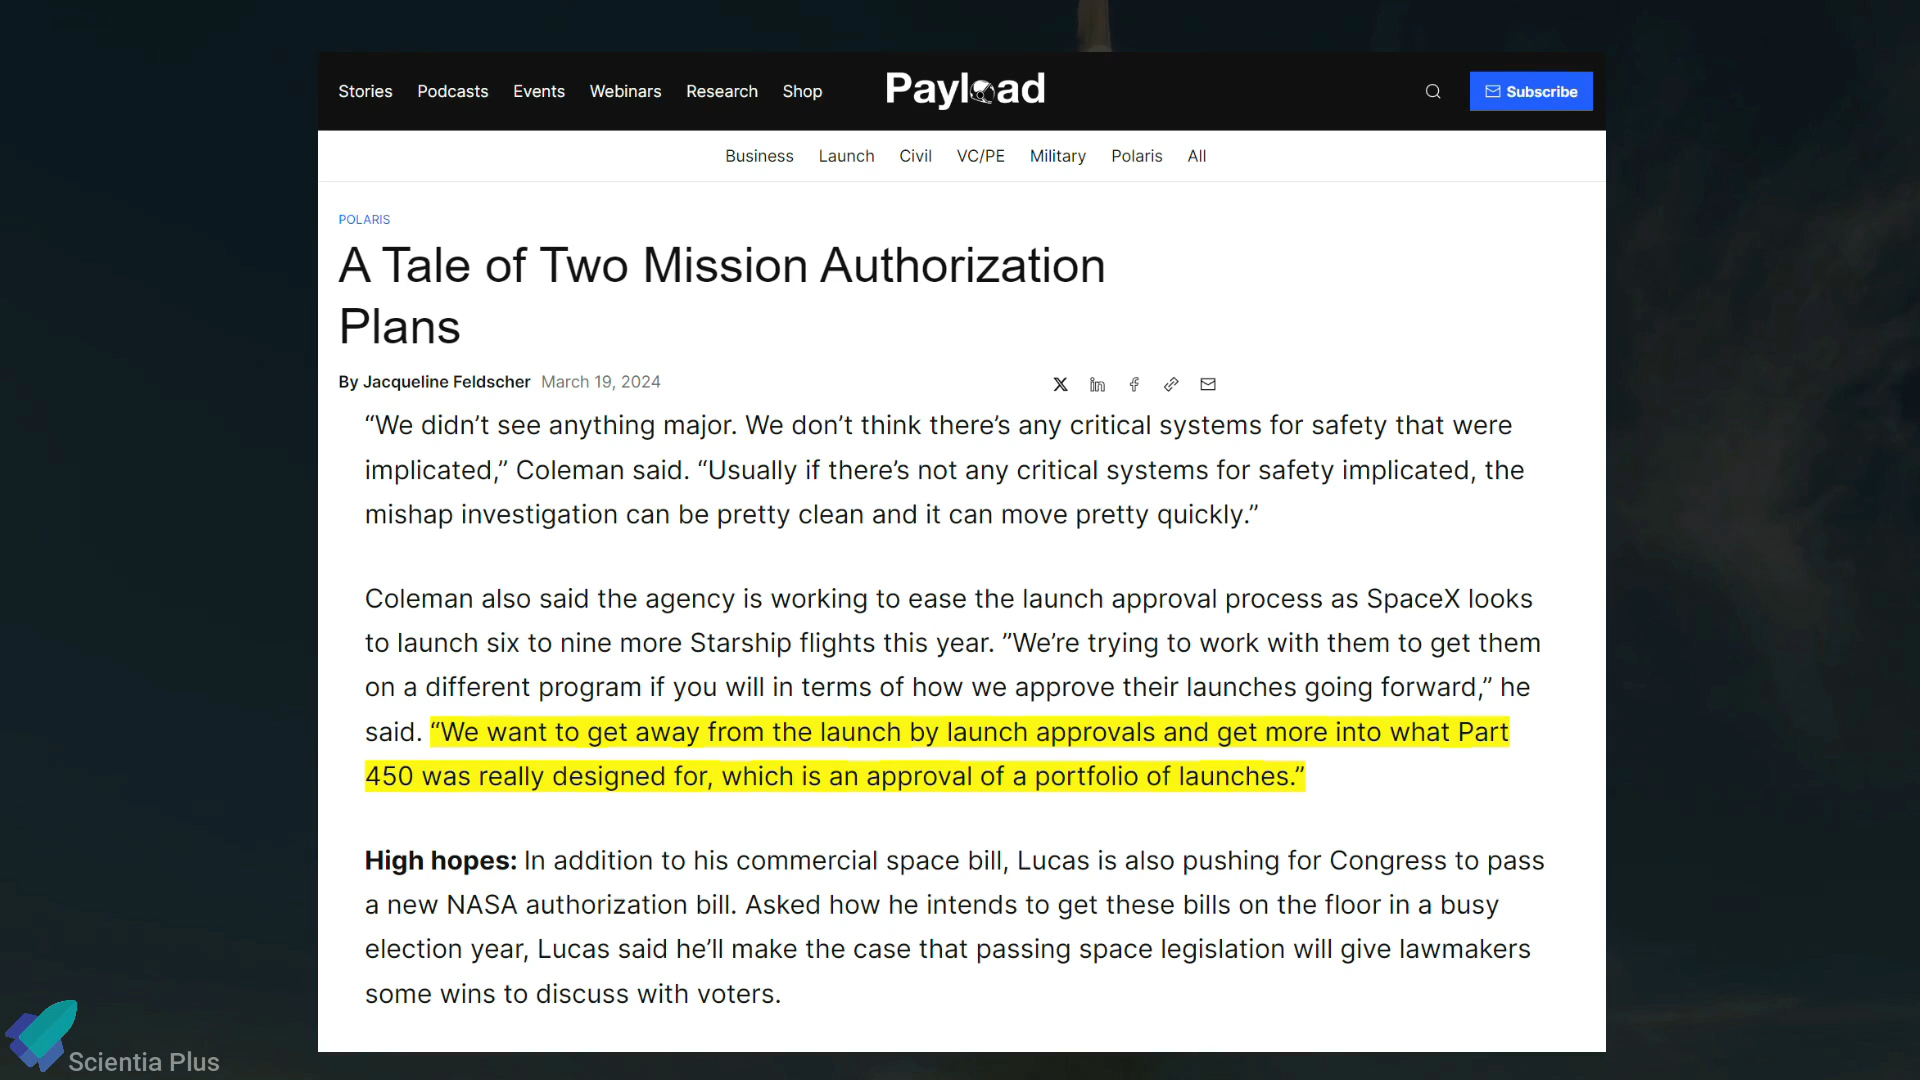 Stories Podcasts Events Webinars Research Shop Payload Subscribe
Business Launch Civil VC/PE Military Polaris All
POLARIS
A Tale of Two Mission Authorization
Plans
By Jacqueline Feldscher March 19, 2024
“We didn’t see anything major. We don’t think there’s any critical systems for safety that were
implicated,” Coleman said. “Usually if there’s not any critical systems for safety implicated, the
mishap investigation can be pretty clean and it can move pretty quickly.”
Coleman also said the agency is working to ease the launch approval process as SpaceX looks
to launch six to nine more Starship flights this year. ”We’re trying to work with them to get them
on a different program if you will in terms of how we approve their launches going forward,” he
said. “We want to get away from the launch by launch approvals and get more into what Part
450 was really designed for, which is an approval of a portfolio of launches.”
High hopes: In addition to his commercial space bill, Lucas is also pushing for Congress to pass
a new NASA authorization bill. Asked how he intends to get these bills on the floor in a busy
election year, Lucas said he’ll make the case that passing space legislation will give lawmakers
some wins to discuss with voters.
Scientia Plus